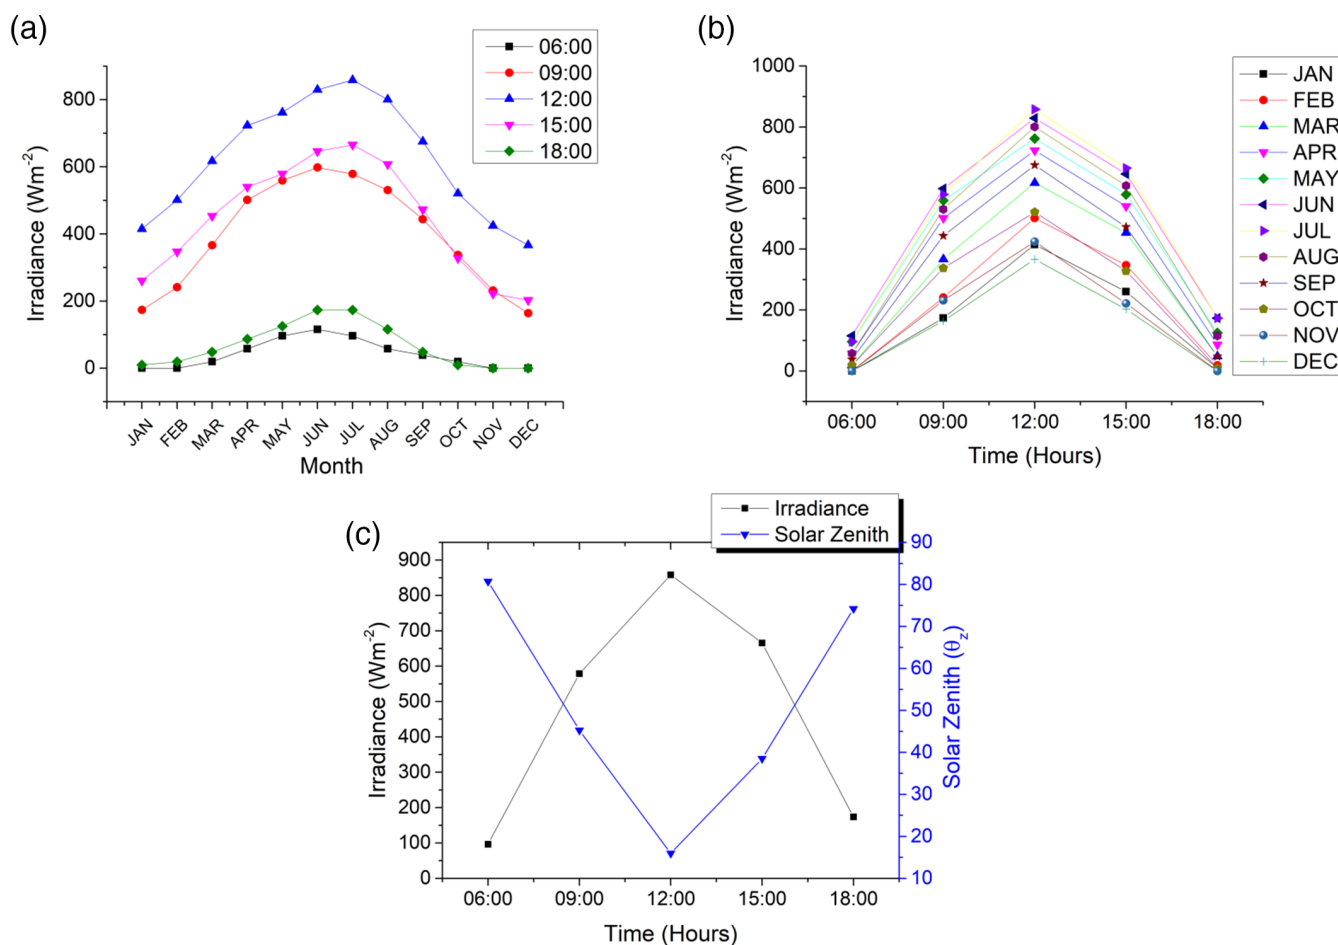 (a)
06:00
09:00
12:00
15:00
18:00
800
600
400
200
0
Irradiance (Wm⁻²)
JAN FEB MAR APR MAY JUN JUL AUG SEP OCT NOV DEC
Month
(b)
JAN
FEB
MAR
APR
MAY
JUN
JUL
AUG
SEP
OCT
NOV
DEC
1000
800
600
400
200
0
Irradiance (Wm⁻²)
06:00 09:00 12:00 15:00 18:00
Time (Hours)
(c)
Irradiance
Solar Zenith
900
800
700
600
500
400
300
200
100
0
Irradiance (Wm⁻²)
90
80
70
60
50
40
30
20
10
Solar Zenith (θz)
06:00 09:00 12:00 15:00 18:00
Time (Hours)